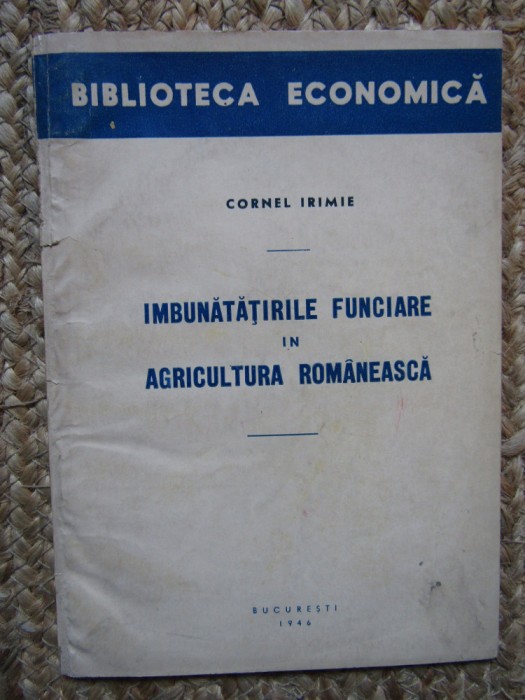 BIBLIOTECA ECONOMICĂ
CORNEL IRIMIE
IMBUNĂTĂŢIRILE FUNCIARE
IN
AGRICULTURA ROMÂNEASCĂ
BUCUREŞTI
1946